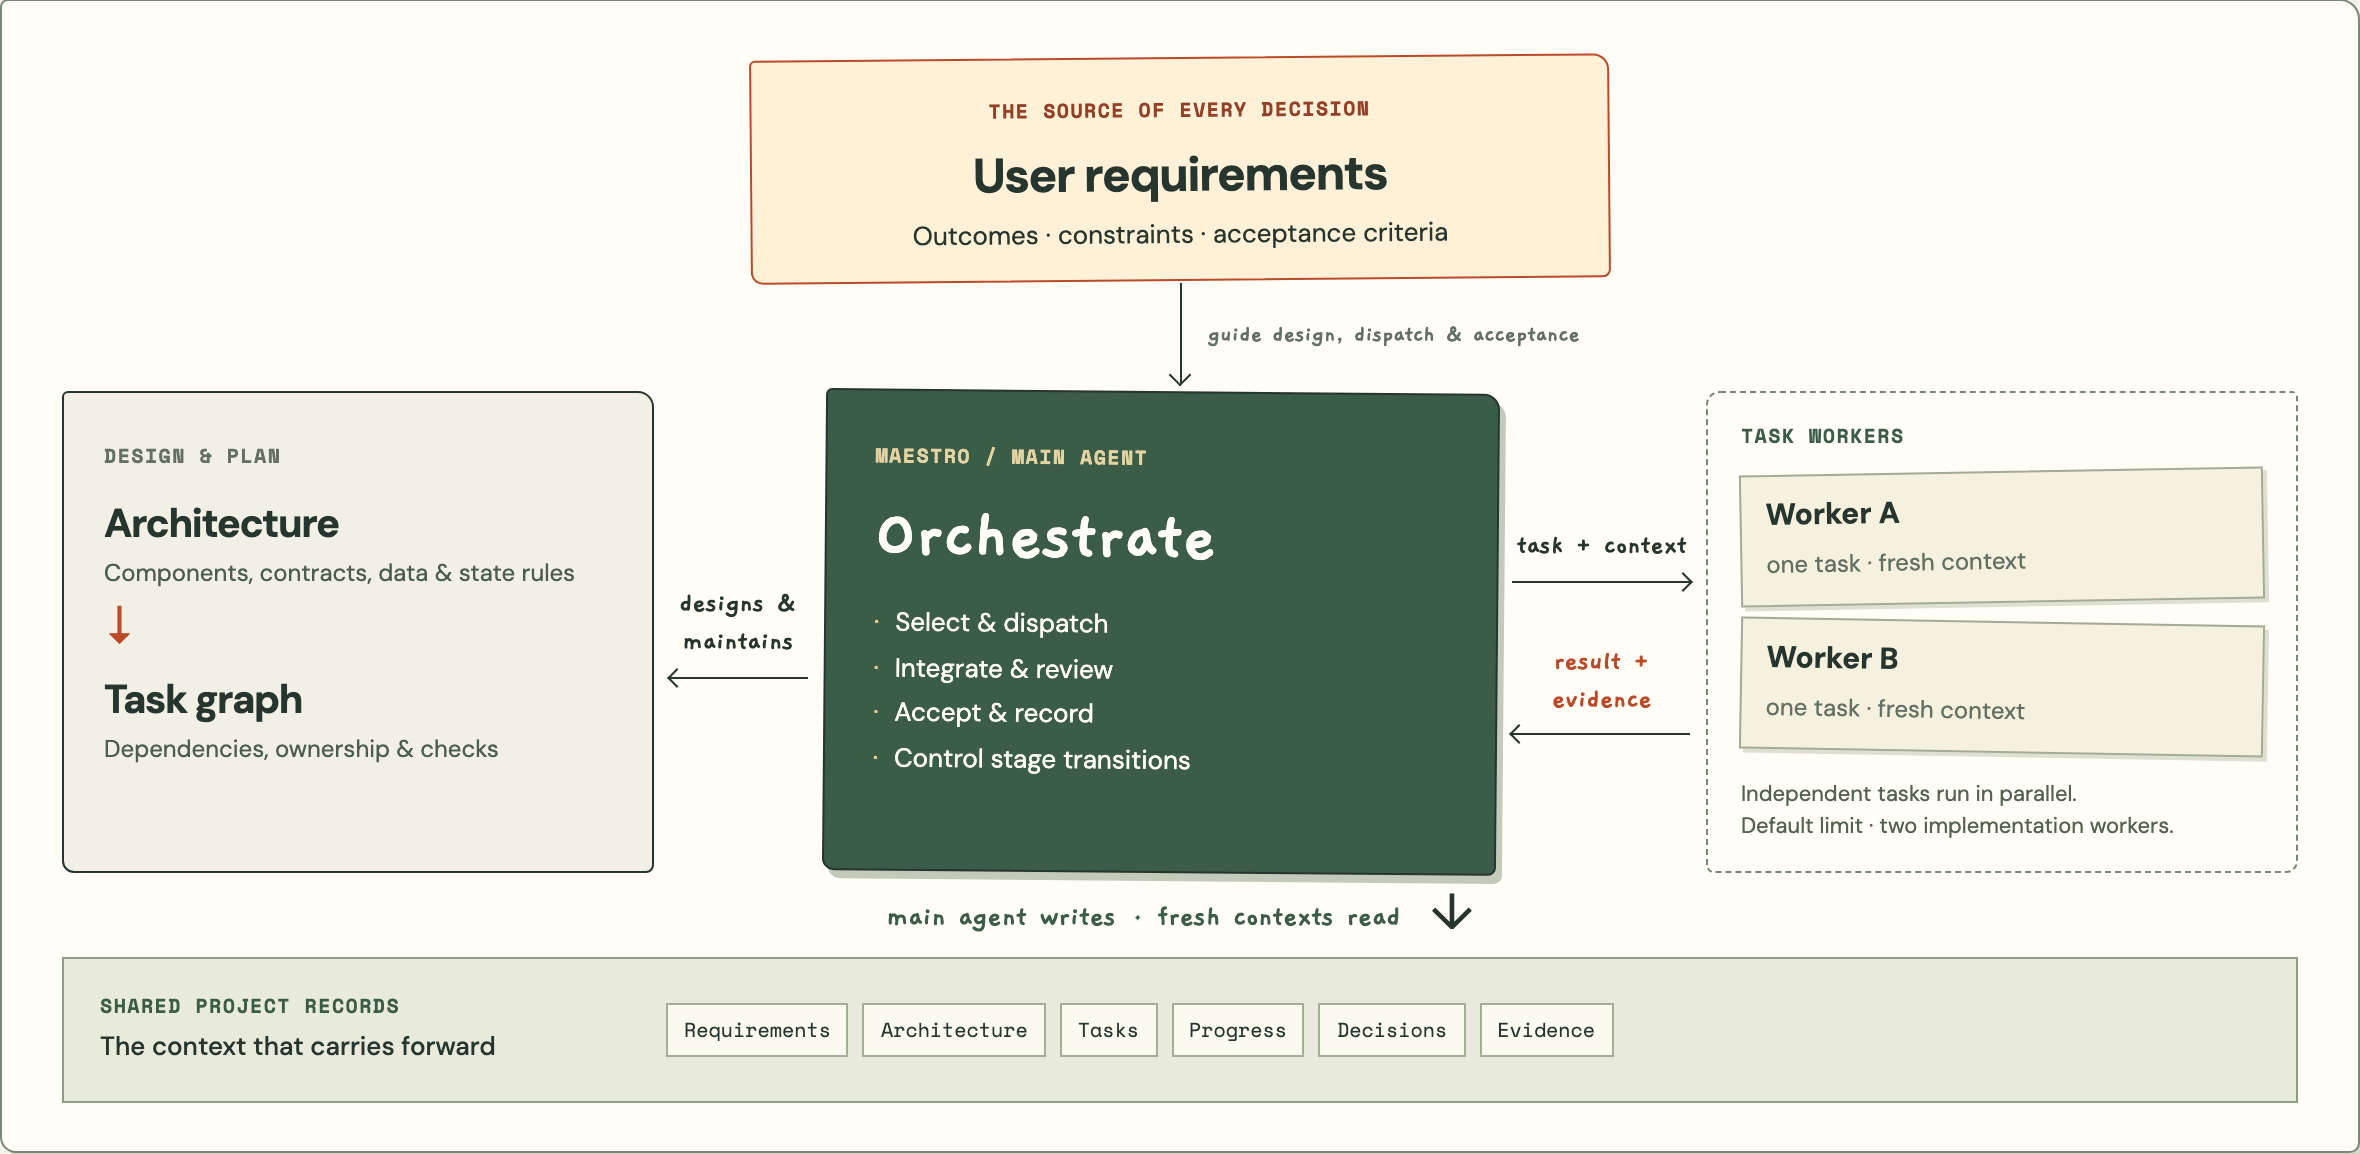 THE SOURCE OF EVERY DECISION
User requirements
Outcomes · constraints · acceptance criteria
guide design, dispatch & acceptance
DESIGN & PLAN
Architecture
Components, contracts, data & state rules
Task graph
Dependencies, ownership & checks
designs &
maintains
MAESTRO / MAIN AGENT
Orchestrate
· Select & dispatch
· Integrate & review
· Accept & record
· Control stage transitions
task + context
result +
evidence
TASK WORKERS
Worker A
one task · fresh context
Worker B
one task · fresh context
Independent tasks run in parallel.
Default limit · two implementation workers.
main agent writes · fresh contexts read
SHARED PROJECT RECORDS
The context that carries forward
Requirements
Architecture
Tasks
Progress
Decisions
Evidence